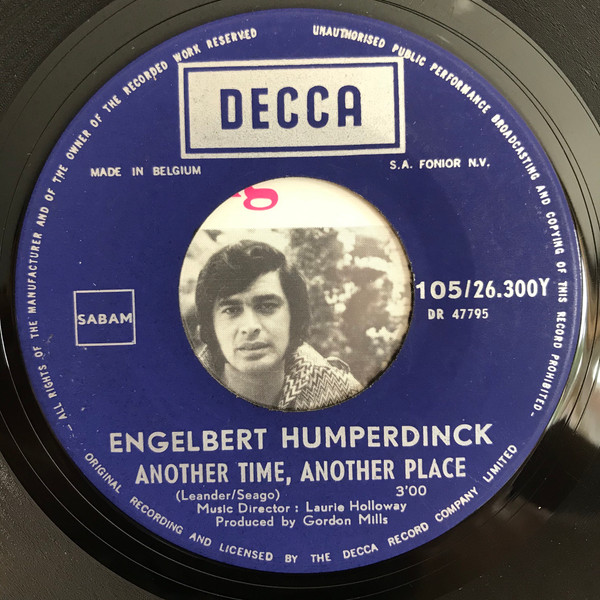 — ALL RIGHTS OF THE MANUFACTURER AND OF THE OWNER OF THE RECORDED WORK RESERVED
UNAUTHORISED PUBLIC PERFORMANCE BROADCASTING AND COPYING OF THIS RECORD PROHIBITED.
DECCA
MADE IN BELGIUM
S.A. FONIOR N.V.
105/26.300Y
DR 47795
SABAM
ENGELBERT HUMPERDINCK
ANOTHER TIME, ANOTHER PLACE
(Leander/Seago) 3'00
Music Director : Laurie Holloway
Produced by Gordon Mills
ORIGINAL RECORDING AND LICENSED BY THE DECCA RECORD COMPANY LIMITED